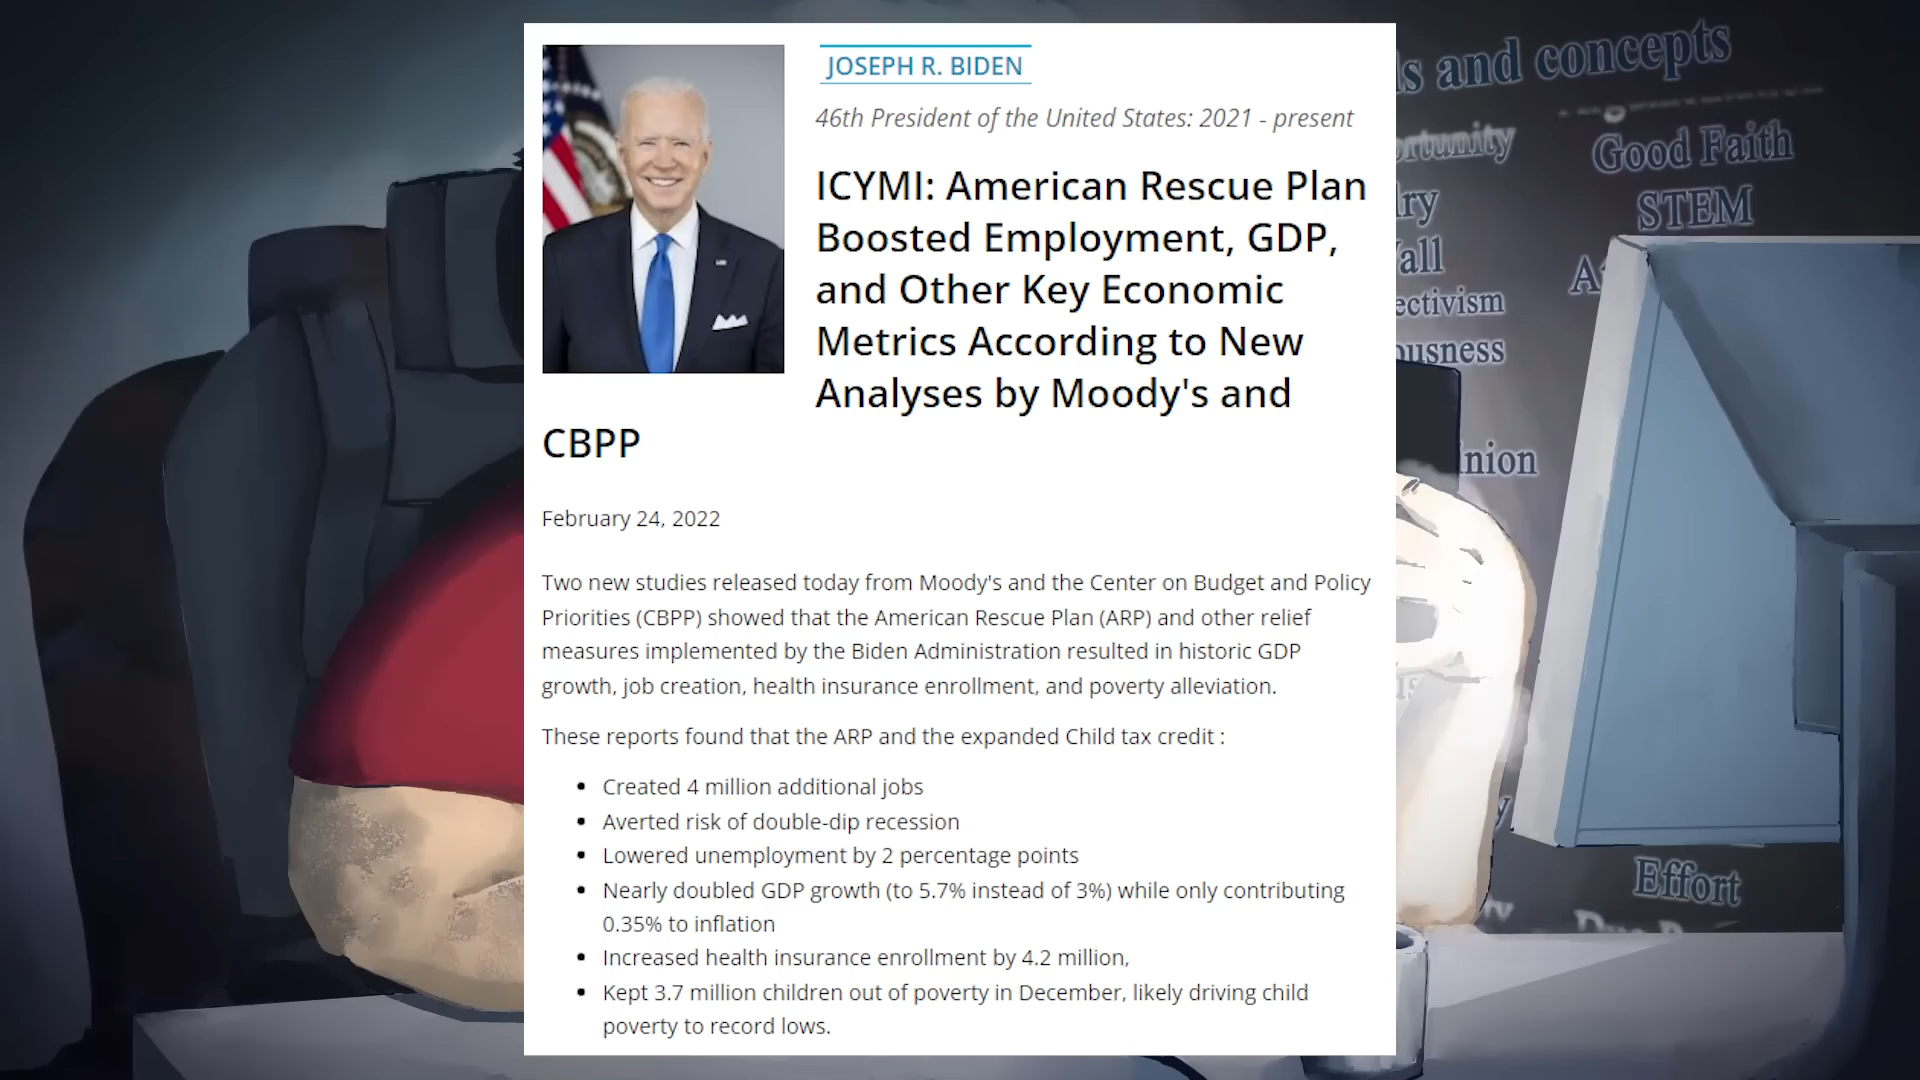 JOSEPH R. BIDEN
46th President of the United States: 2021 - present
ICYMI: American Rescue Plan
Boosted Employment, GDP,
and Other Key Economic
Metrics According to New
Analyses by Moody's and
CBPP
February 24, 2022
Two new studies released today from Moody's and the Center on Budget and Policy
Priorities (CBPP) showed that the American Rescue Plan (ARP) and other relief
measures implemented by the Biden Administration resulted in historic GDP
growth, job creation, health insurance enrollment, and poverty alleviation.
These reports found that the ARP and the expanded Child tax credit :
• Created 4 million additional jobs
• Averted risk of double-dip recession
• Lowered unemployment by 2 percentage points
• Nearly doubled GDP growth (to 5.7% instead of 3%) while only contributing
0.35% to inflation
• Increased health insurance enrollment by 4.2 million,
• Kept 3.7 million children out of poverty in December, likely driving child
poverty to record lows.
and concepts
Good Faith
STEM
Effort